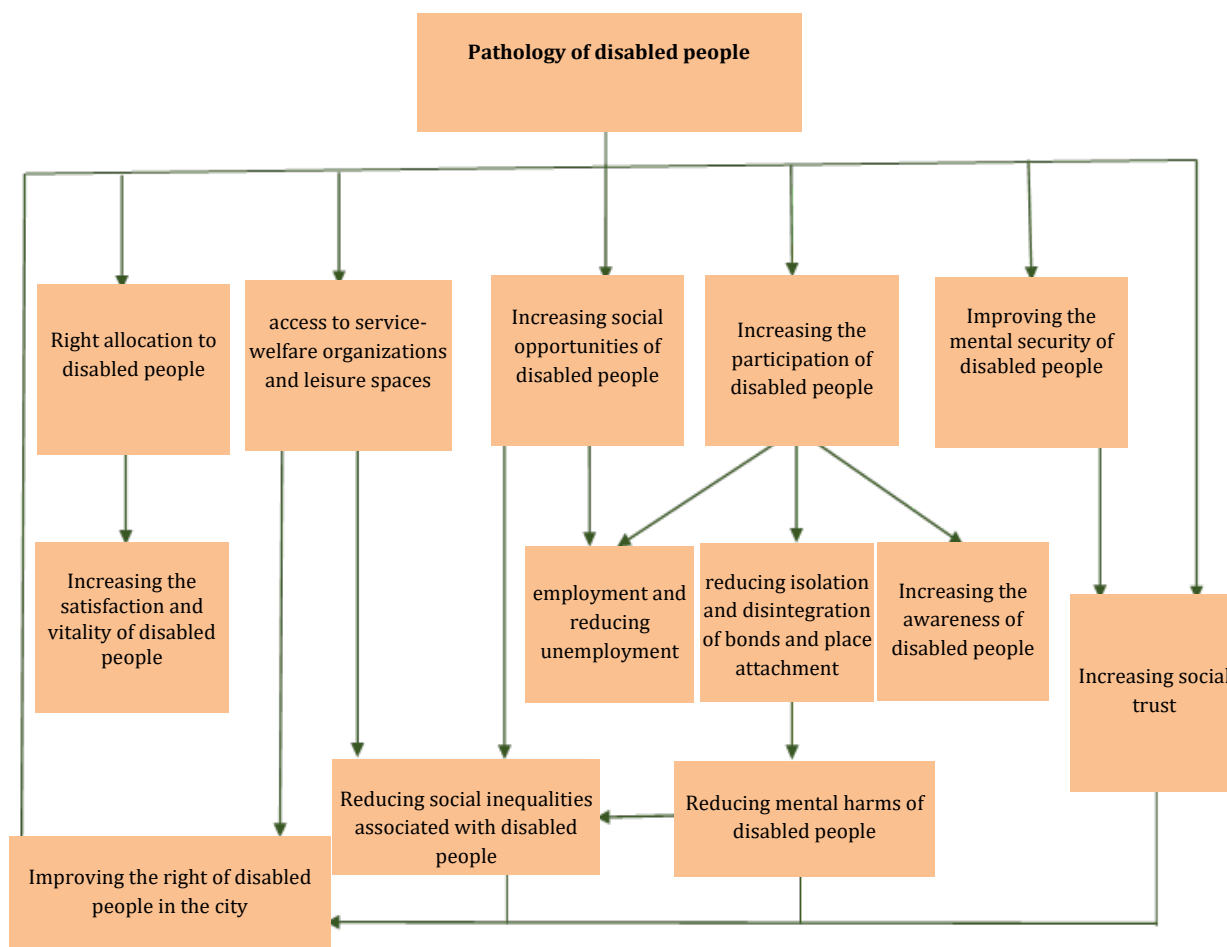 Pathology of disabled people
Right allocation to
disabled people
access to service-
welfare organizations
and leisure spaces
Increasing social
opportunities of
disabled people
Increasing the
participation of
disabled people
Improving the
mental security of
disabled people
Increasing the
satisfaction and
vitality of disabled
people
employment and
reducing
unemployment
reducing isolation
and disintegration
of bonds and place
attachment
Increasing the
awareness of
disabled people
Increasing social
trust
Reducing social inequalities
associated with disabled
people
Reducing mental harms of
disabled people
Improving the right of disabled
people in the city